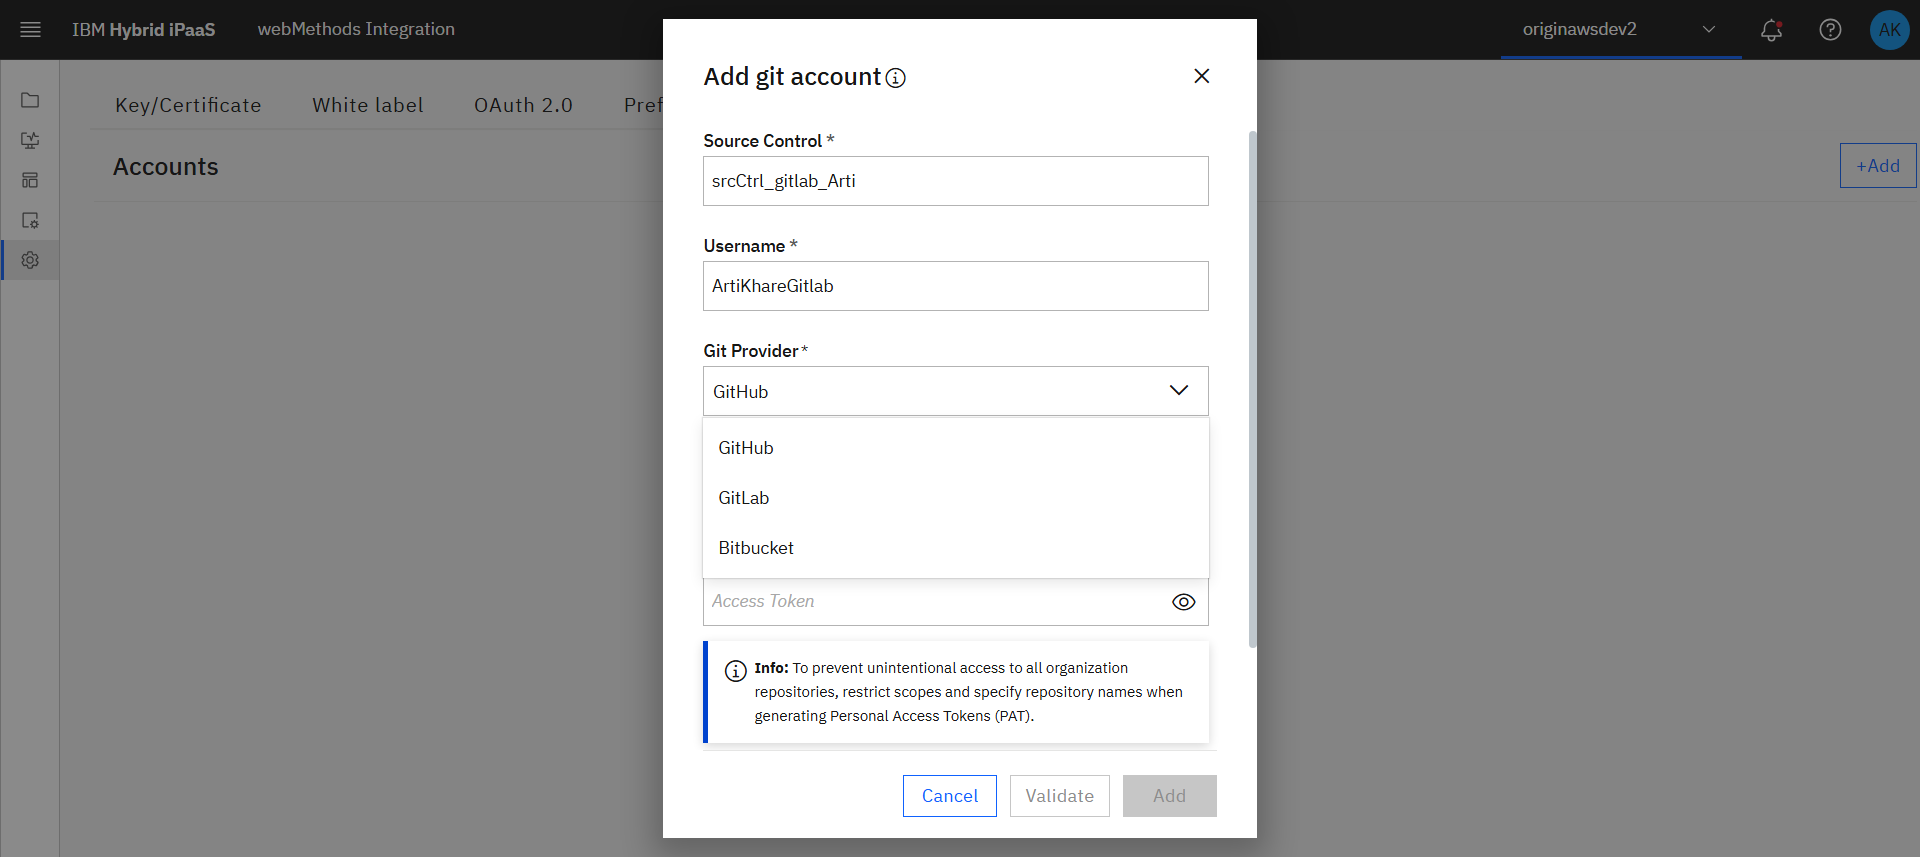 IBM Hybrid iPaaS
webMethods Integration
originawsdev2
AK
Key/Certificate
White label
OAuth 2.0
Pref
Accounts
+Add
Add git account
Source Control *
srcCtrl_gitlab_Arti
Username *
ArtiKhareGitlab
Git Provider*
GitHub
GitHub
GitLab
Bitbucket
Access Token
Info: To prevent unintentional access to all organization
repositories, restrict scopes and specify repository names when
generating Personal Access Tokens (PAT).
Cancel
Validate
Add